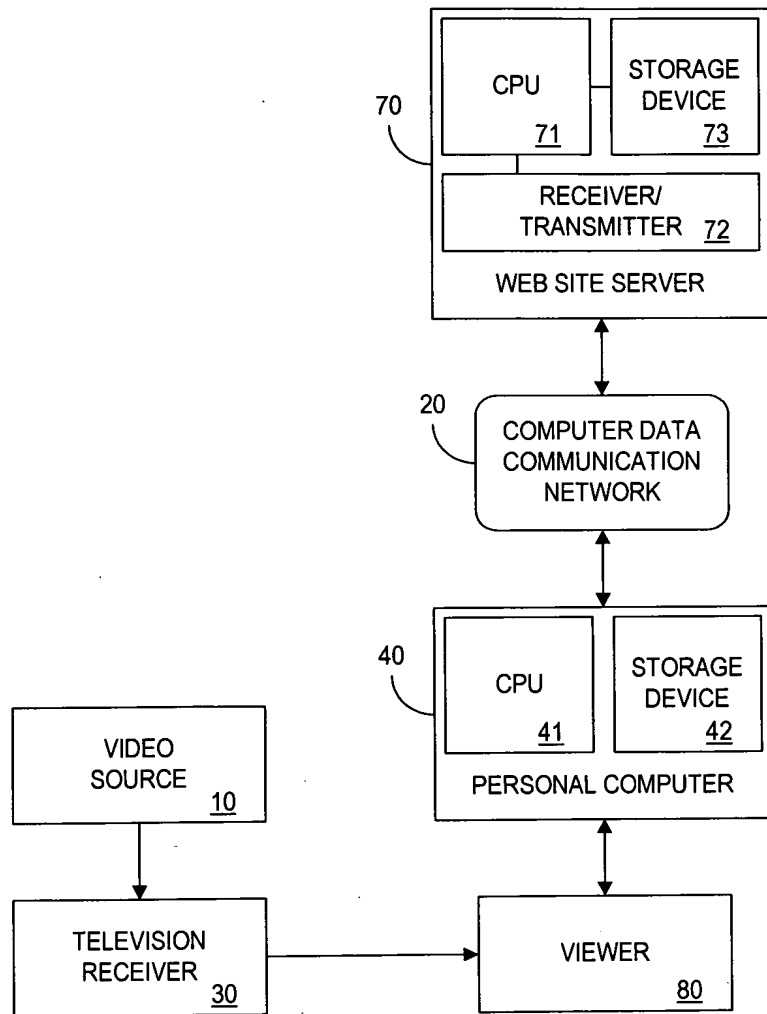 CPU
71
STORAGE
DEVICE
73
70
RECEIVER/
TRANSMITTER
72
WEB SITE SERVER
20
COMPUTER DATA
COMMUNICATION
NETWORK
40
CPU
41
STORAGE
DEVICE
42
PERSONAL COMPUTER
VIDEO
SOURCE
10
TELEVISION
RECEIVER
30
VIEWER
80